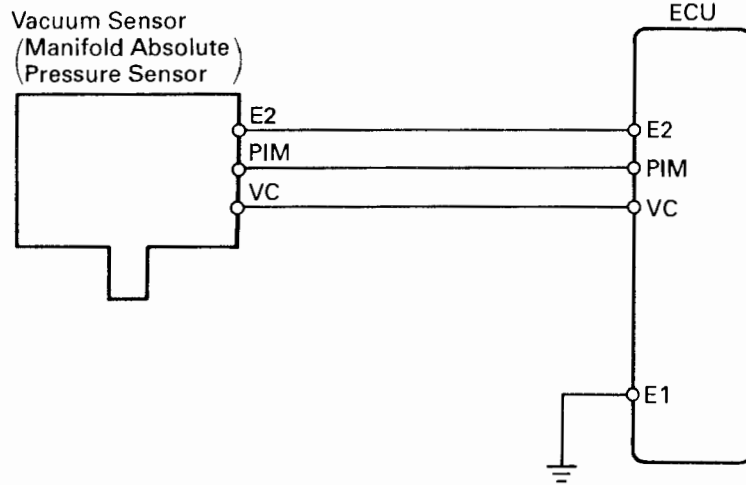 Vacuum Sensor
(Manifold Absolute
Pressure Sensor)
ECU
E2
PIM
VC
E2
PIM
VC
E1